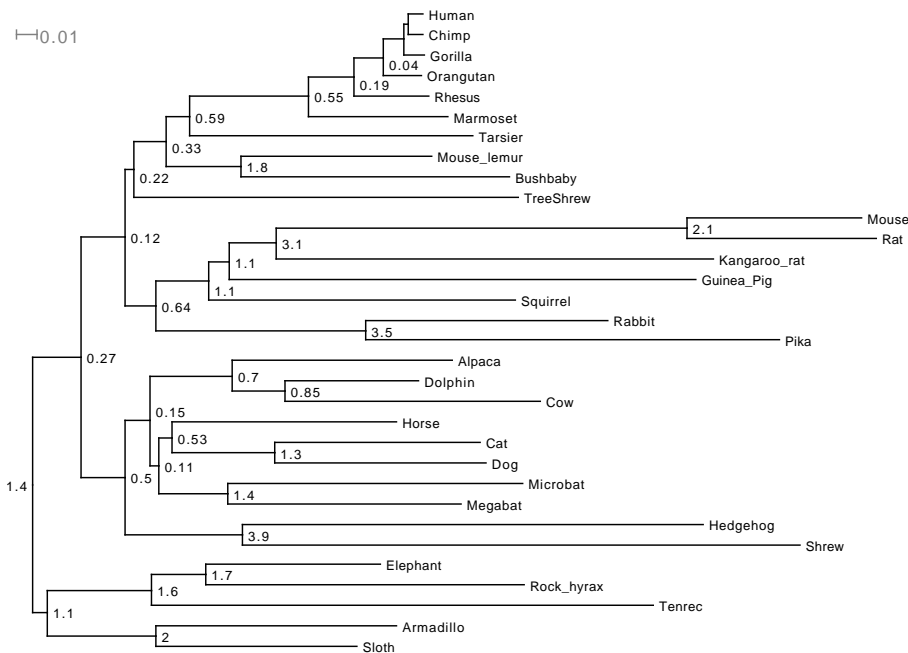 Human
0.01
Chimp
Gorilla
0.04
Orangutan
0.19
Rhesus
0.55
Marmoset
0.59
Tarsier
0.33
Mouse_lemur
1.8
Bushbaby
0.22
TreeShrew
Mouse
2.1
Rat
0.12
3.1
Kangaroo_rat
1.1
Guinea_Pig
1.1
Squirrel
0.64
Rabbit
3.5
Pika
0.27
Alpaca
0.7
Dolphin
0.85
Cow
0.15
Horse
0.53
Cat
1.3
Dog
0.11
0.5
Microbat
1.4
1.4
Megabat
Hedgehog
3.9
Shrew
Elephant
1.7
Rock_hyrax
1.6
Tenrec
1.1
Armadillo
2
Sloth